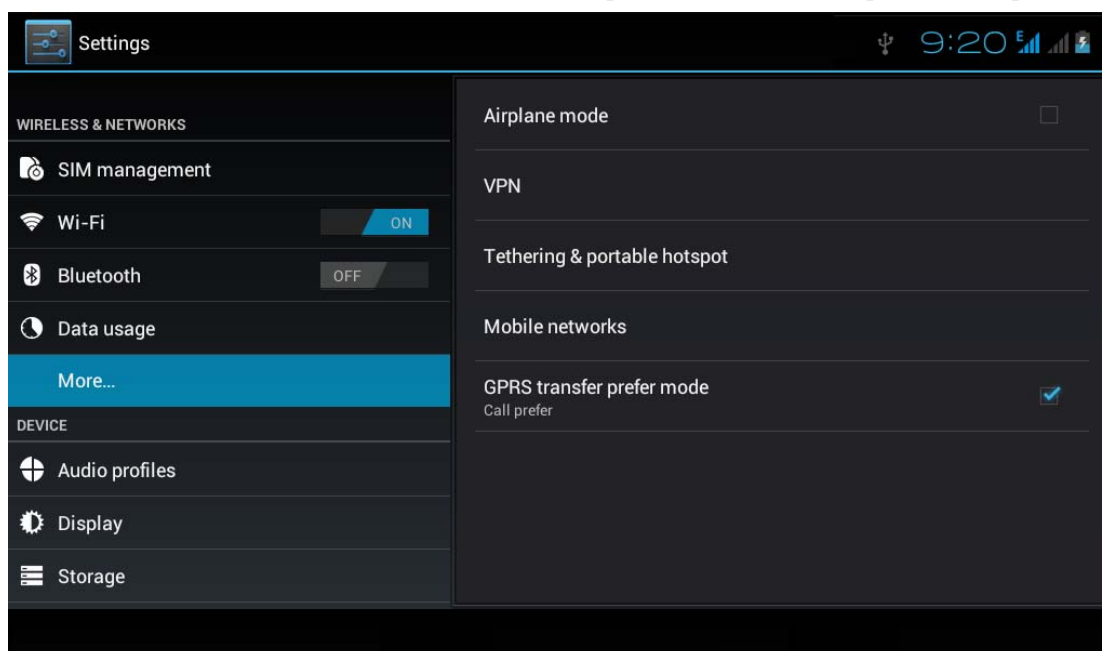 Settings
9:20 E
WIRELESS & NETWORKS
SIM management
Wi-Fi ON
Bluetooth OFF
Data usage
More...
DEVICE
Audio profiles
Display
Storage
Airplane mode
VPN
Tethering & portable hotspot
Mobile networks
GPRS transfer prefer mode
Call prefer